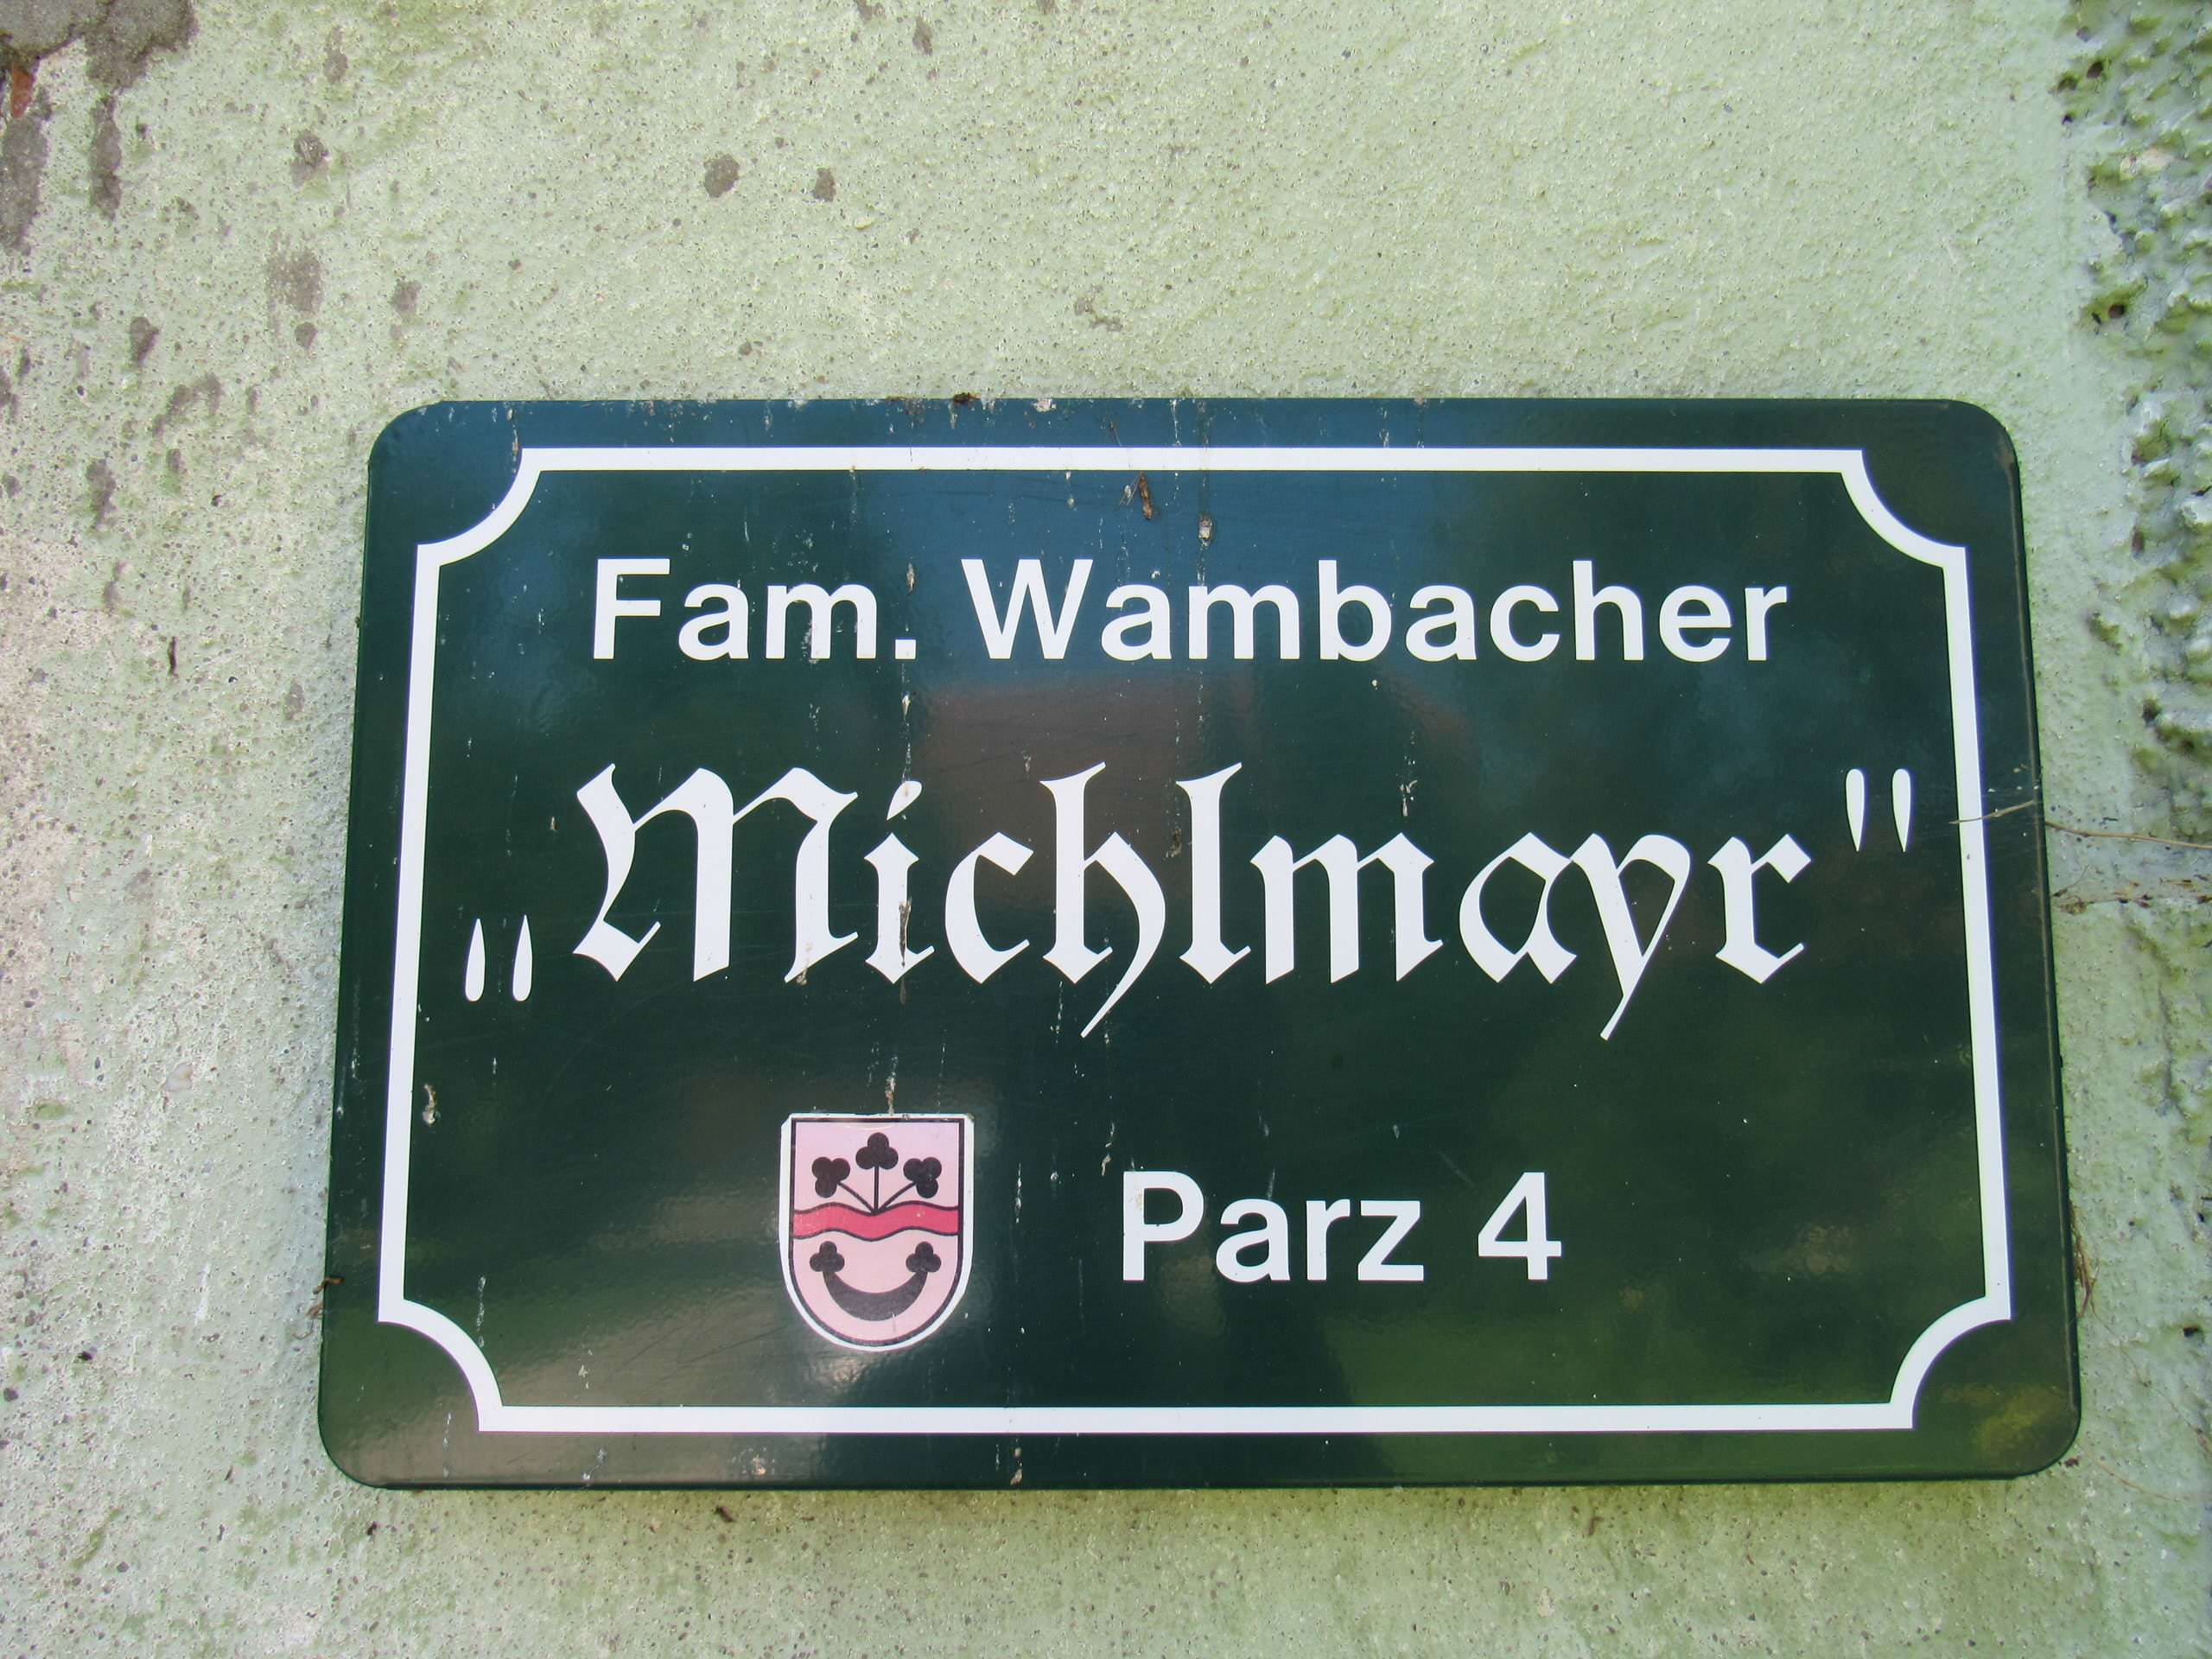 Fam. Wambacher
„Michlmayr"
Parz 4